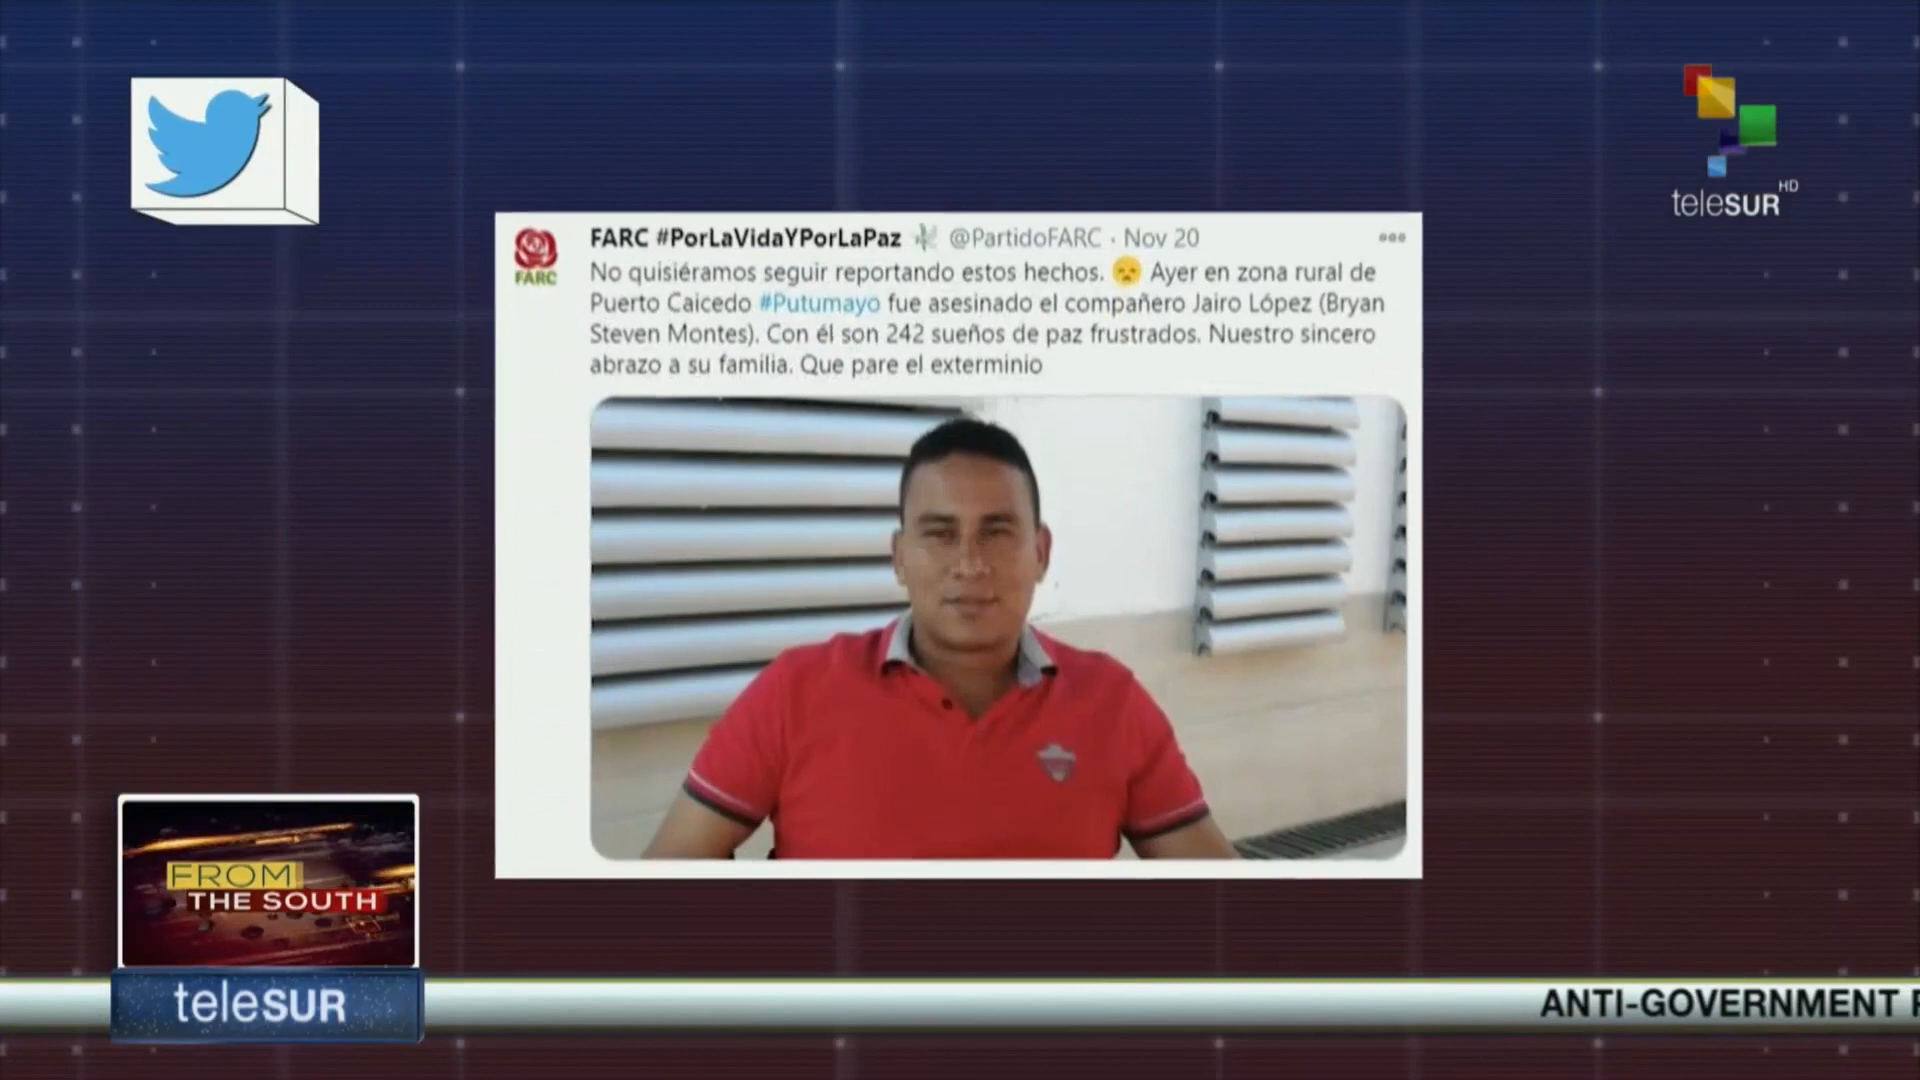 FARC #PorLaVidaYPorLaPaz @PartidoFARC · Nov 20
No quisiéramos seguir reportando estos hechos. 😞 Ayer en zona rural de
Puerto Caicedo #Putumayo fue asesinado el compañero Jairo López (Bryan
Steven Montes). Con él son 242 sueños de paz frustrados. Nuestro sincero
abrazo a su familia. Que pare el exterminio
FARC
teleSUR HD
FROM
THE SOUTH
teleSUR
ANTI-GOVERNMENT